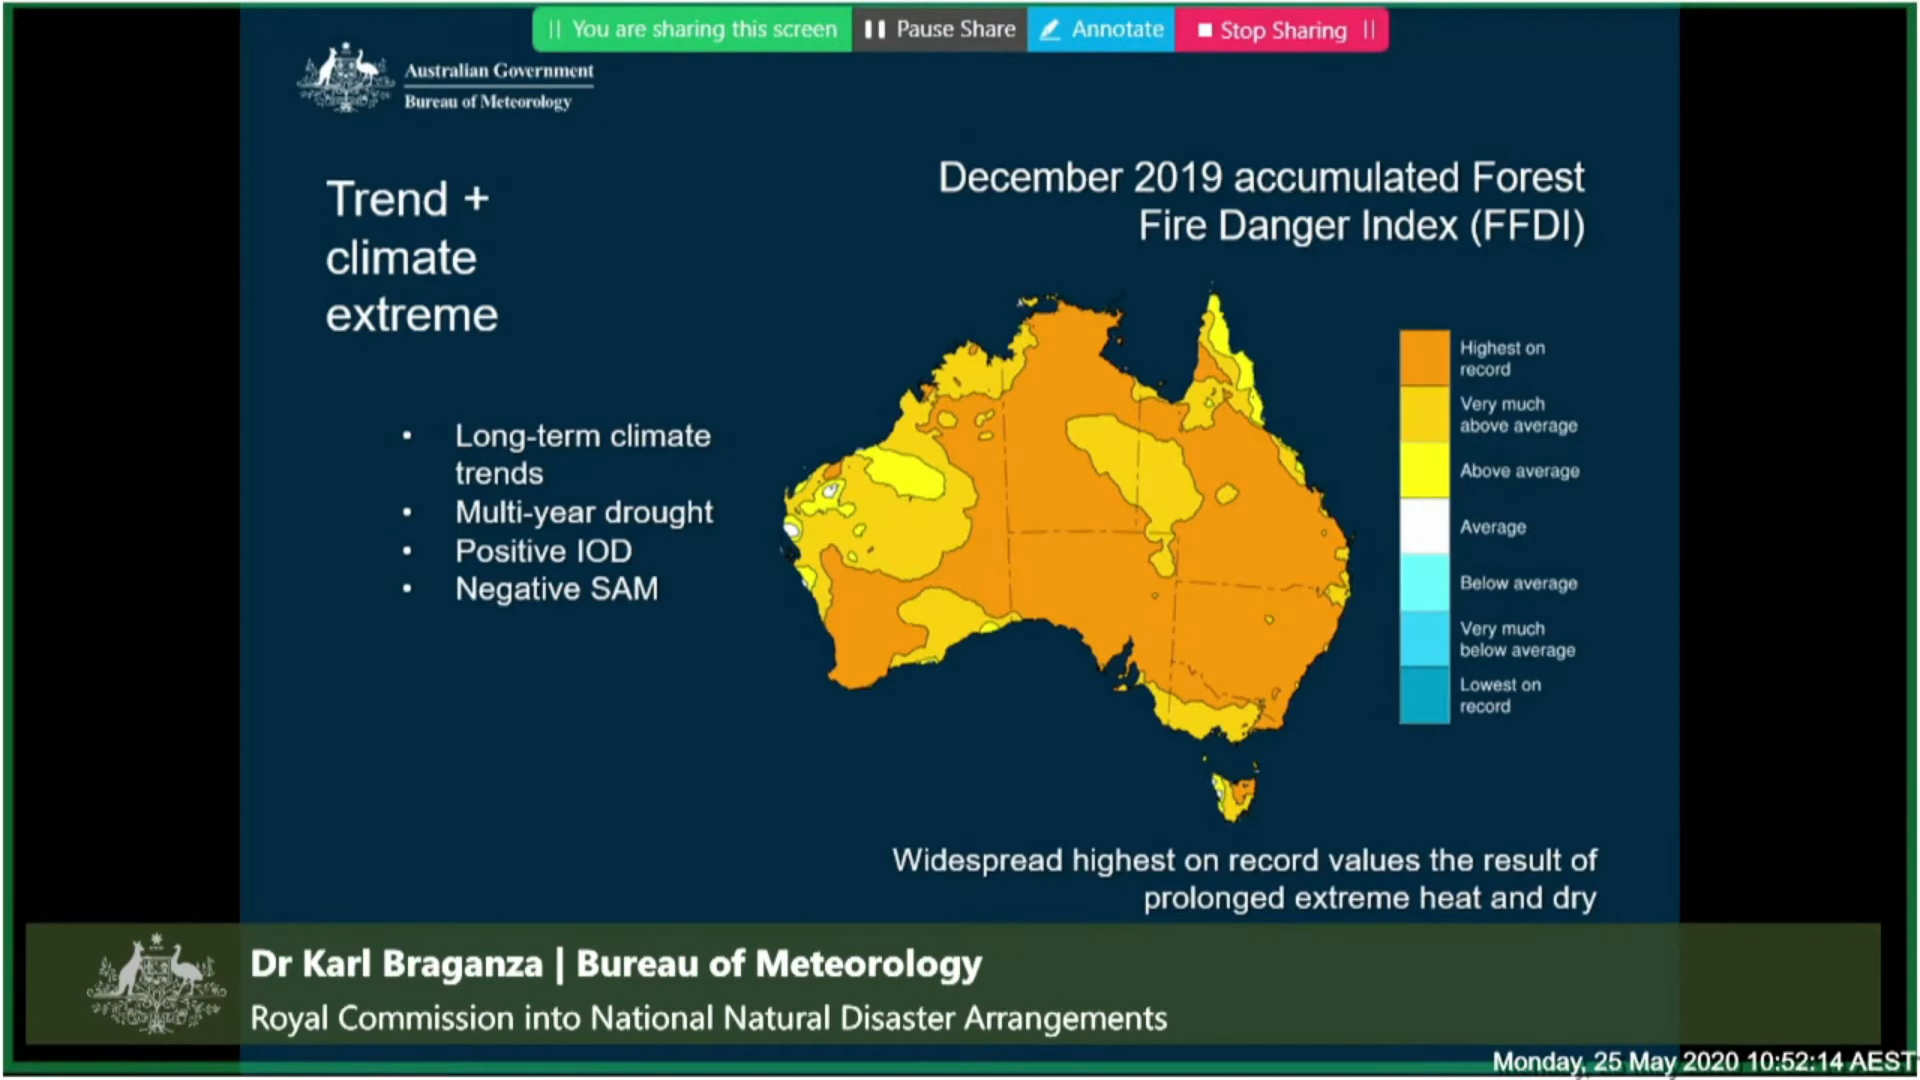 You are sharing this screen
Pause Share
Annotate
Stop Sharing
Australian Government
Bureau of Meteorology
Trend +
climate
extreme
December 2019 accumulated Forest
Fire Danger Index (FFDI)
• Long-term climate
trends
• Multi-year drought
• Positive IOD
• Negative SAM
Highest on
record
Very much
above average
Above average
Average
Below average
Very much
below average
Lowest on
record
Widespread highest on record values the result of
prolonged extreme heat and dry
Dr Karl Braganza | Bureau of Meteorology
Royal Commission into National Natural Disaster Arrangements
Monday, 25 May 2020 10:52:14 AEST